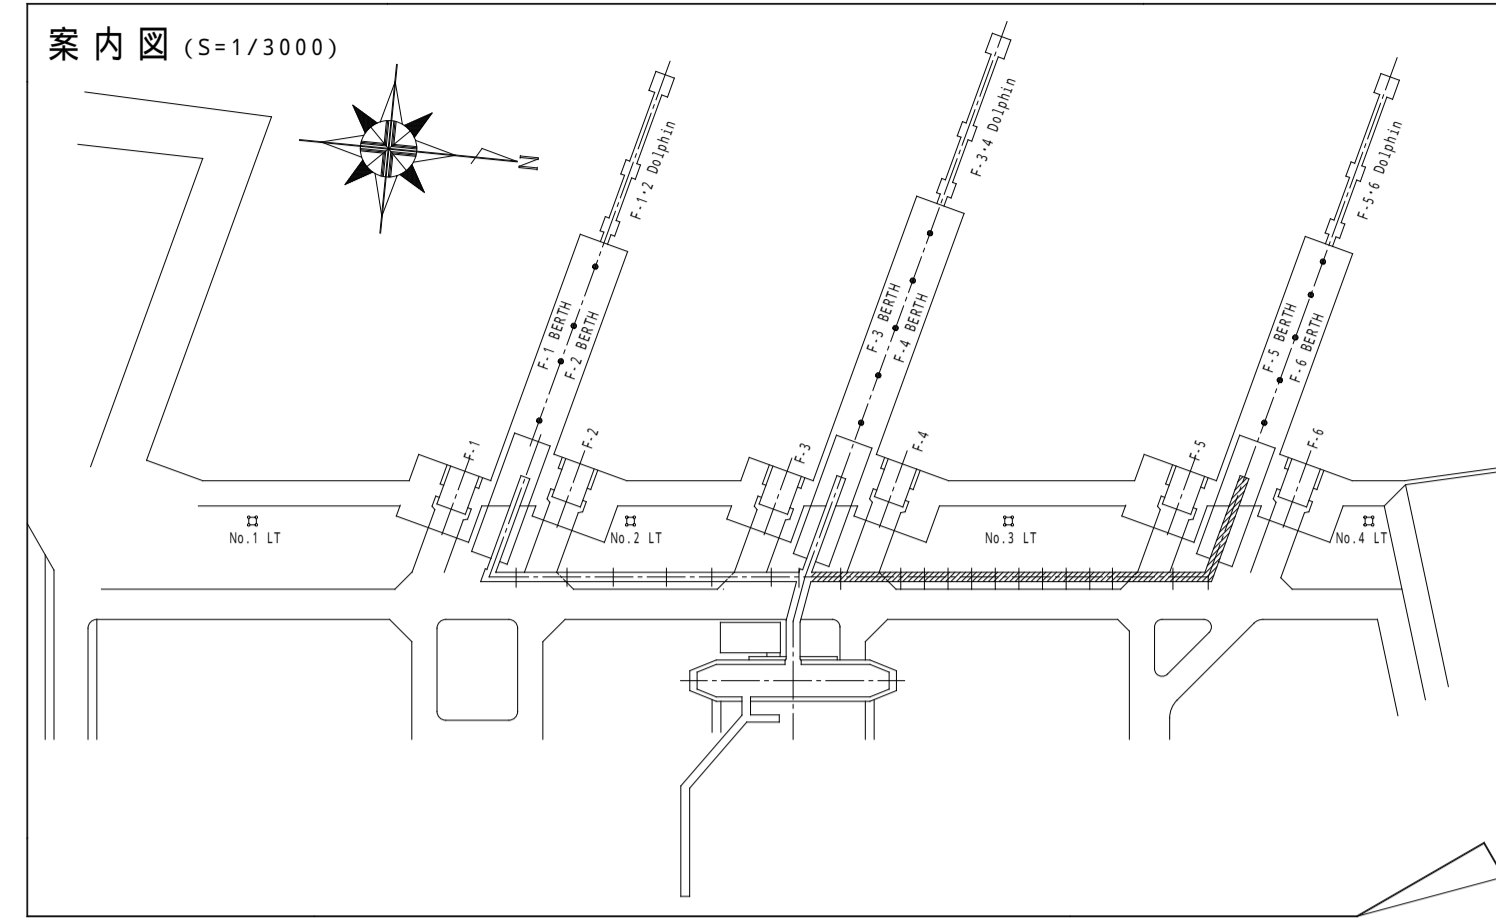 案内図 (S=1/3000)
N
F-1・2 Dolphin
F-3・4 Dolphin
F-5・6 Dolphin
F-1 BERTH
F-2 BERTH
F-3 BERTH
F-4 BERTH
F-5 BERTH
F-6 BERTH
F-1
F-2
F-3
F-4
F-5
F-6
No.1 LT
No.2 LT
No.3 LT
No.4 LT